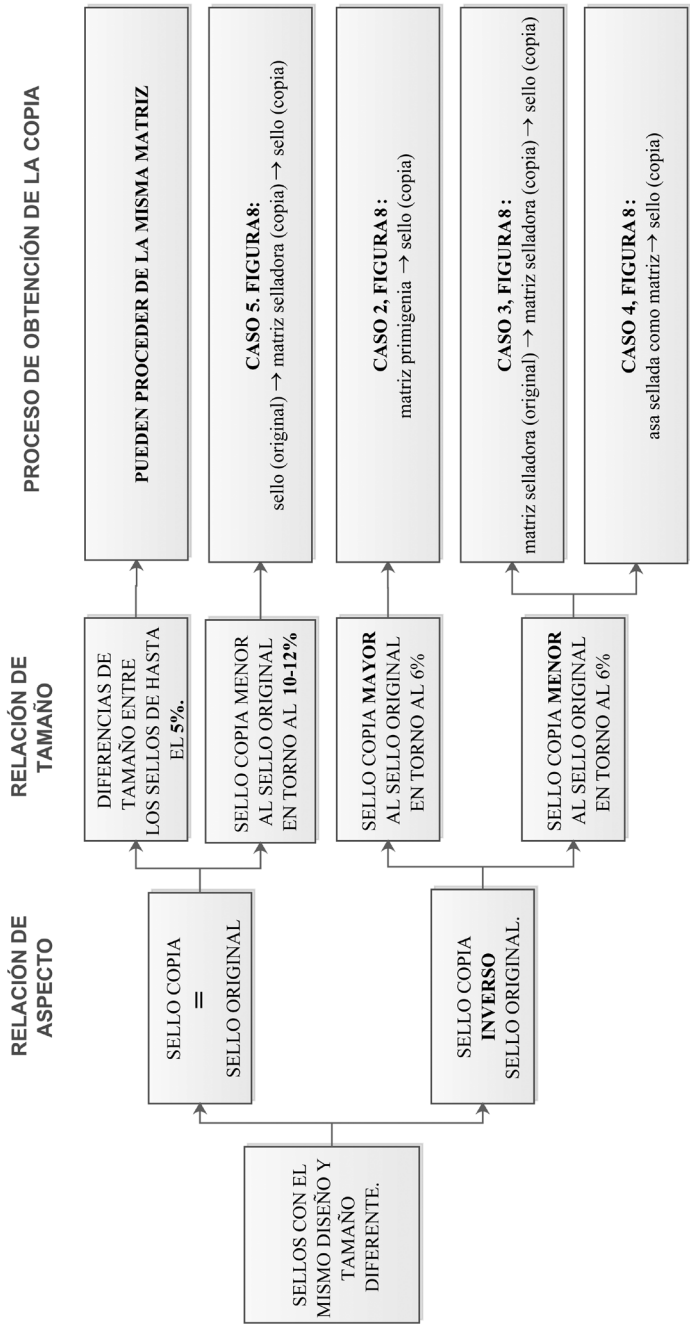 RELACIÓN DE
ASPECTO
RELACIÓN DE
TAMAÑO
PROCESO DE OBTENCIÓN DE LA COPIA
SELLOS CON EL
MISMO DISEÑO Y
TAMAÑO
DIFERENTE.
SELLO COPIA
=
SELLO ORIGINAL
SELLO COPIA
INVERSO
SELLO ORIGINAL.
DIFERENCIAS DE
TAMAÑO ENTRE
LOS SELLOS DE HASTA
EL 5%.
SELLO COPIA MENOR
AL SELLO ORIGINAL
EN TORNO AL 10-12%
SELLO COPIA MAYOR
AL SELLO ORIGINAL
EN TORNO AL 6%
SELLO COPIA MENOR
AL SELLO ORIGINAL
EN TORNO AL 6%
PUEDEN PROCEDER DE LA MISMA MATRIZ
CASO 5. FIGURA 8:
sello (original) → matriz selladora (copia) → sello (copia)
CASO 2, FIGURA 8 :
matriz primigenia → sello (copia)
CASO 3, FIGURA 8 :
matriz selladora (original) → matriz selladora (copia) → sello (copia)
CASO 4, FIGURA 8 :
asa sellada como matriz→ sello (copia)